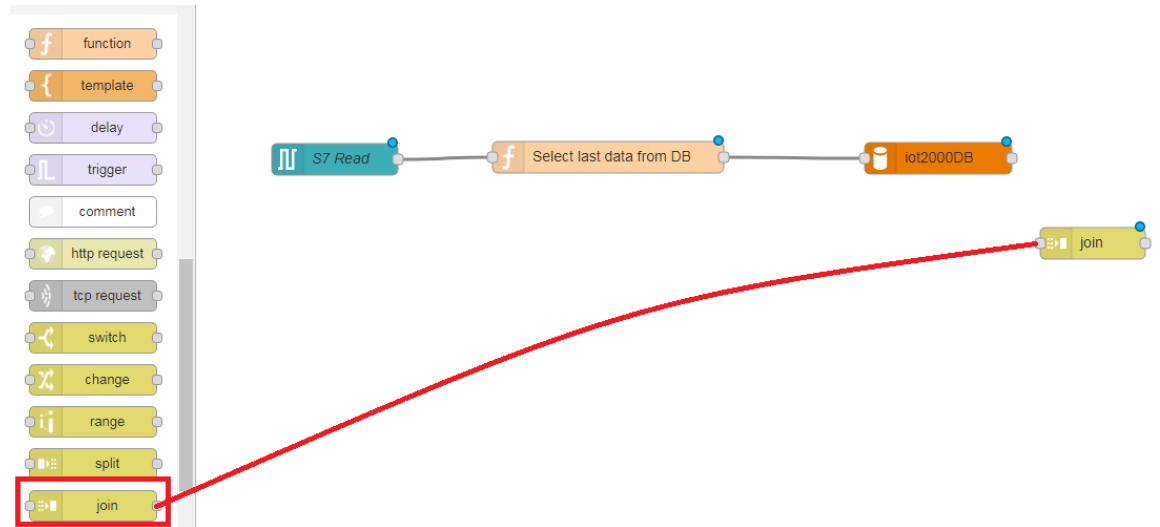 function
template
delay
trigger
comment
http request
tcp request
switch
change
range
split
join
S7 Read
Select last data from DB
iot2000DB
join